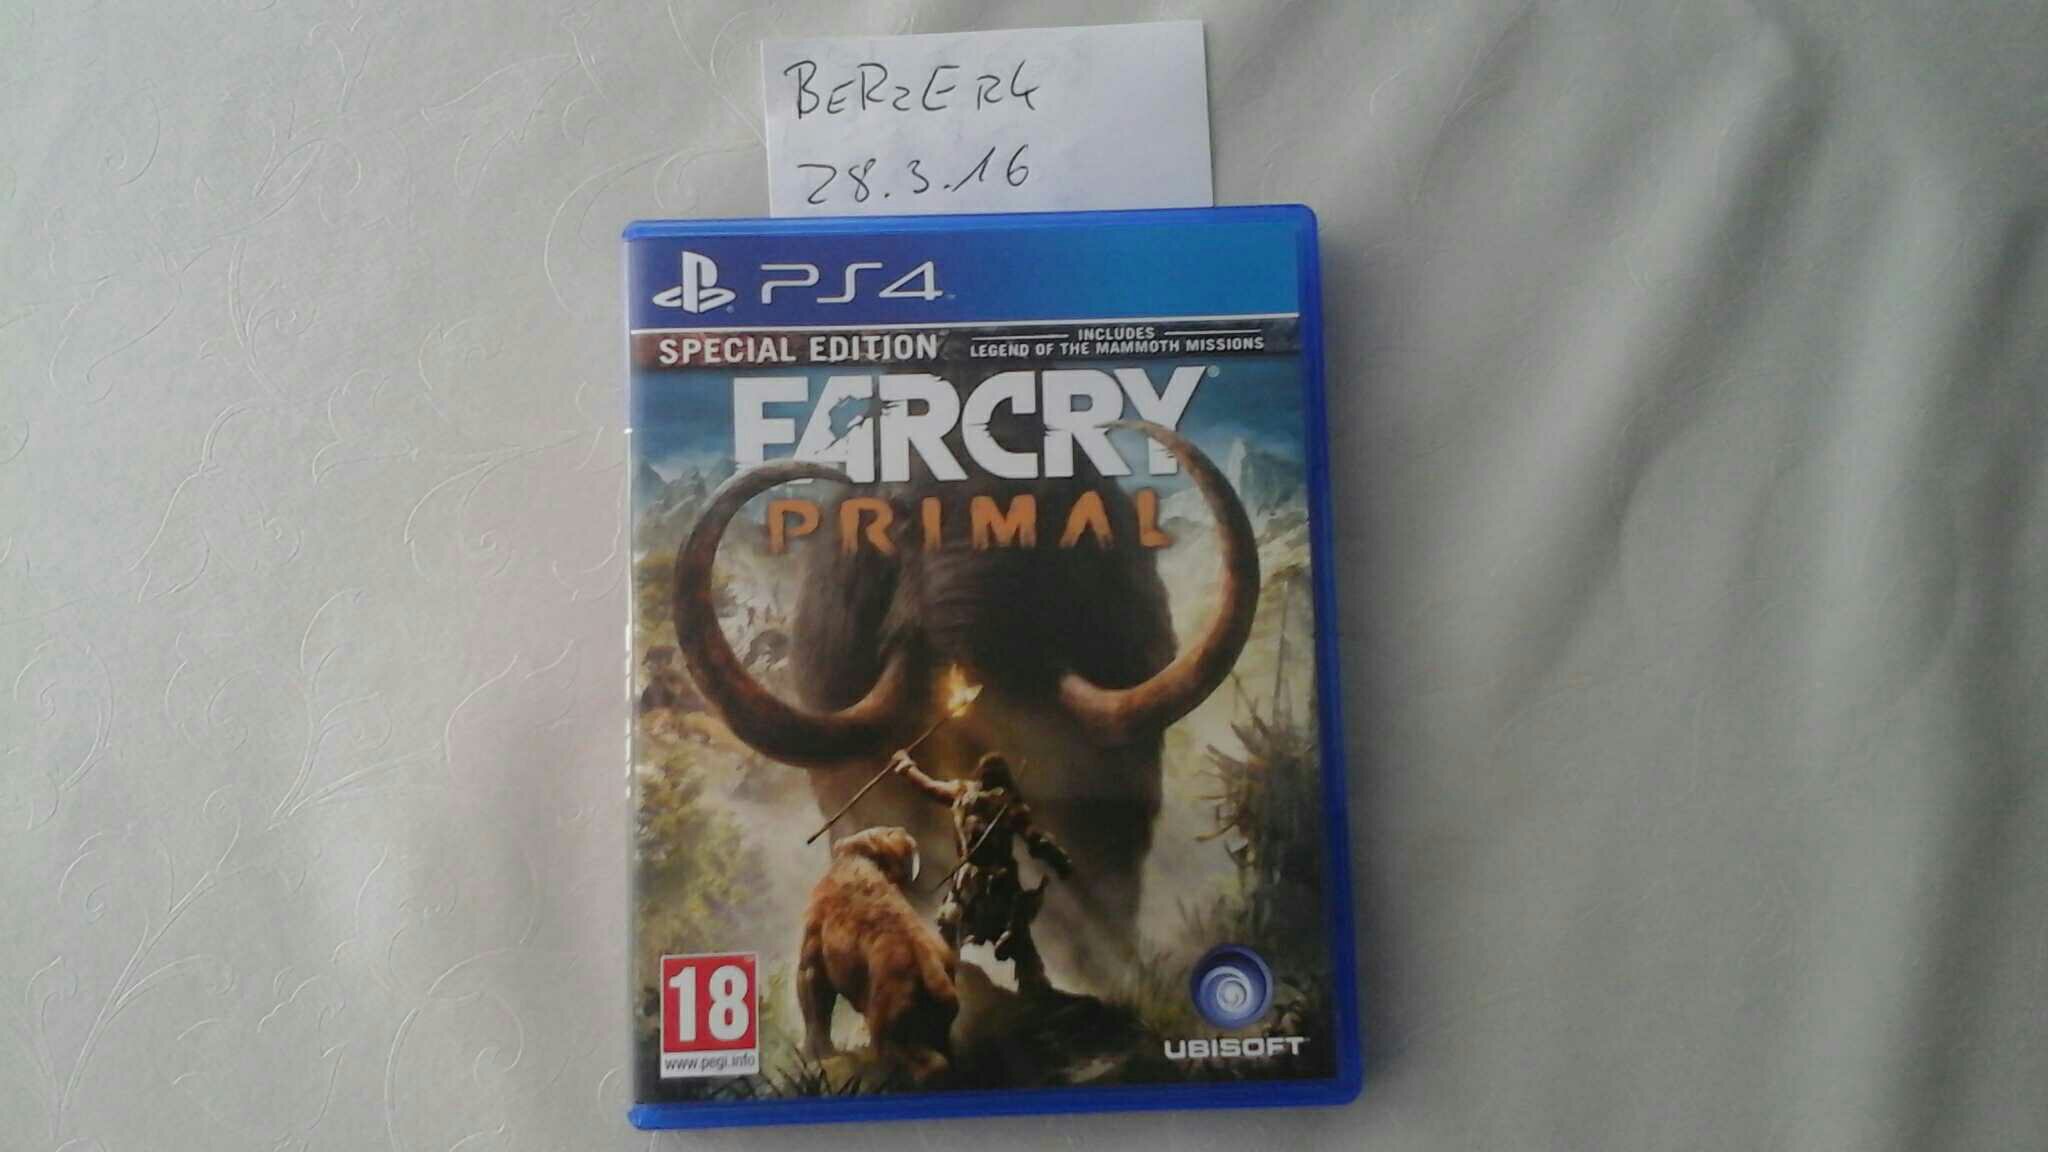 BERZER4
28.3.16
PS4
SPECIAL EDITION
INCLUDES
LEGEND OF THE MAMMOTH MISSIONS
FARCRY
PRIMAL
18
www.pegi.info
UBISOFT